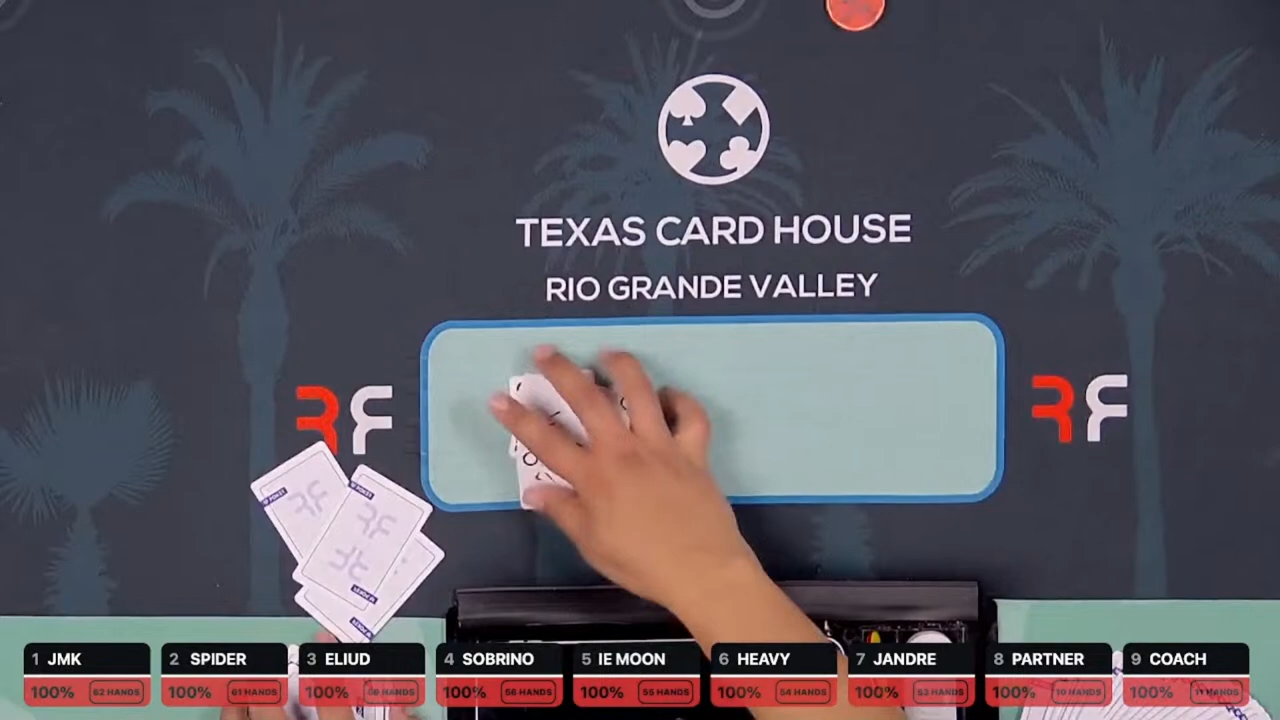 TEXAS CARD HOUSE
RIO GRANDE VALLEY
RF RF
1 JMK
100% 62 HANDS
2 SPIDER
100% 61 HANDS
3 ELIUD
100%
4 SOBRINO
100% 56 HANDS
5 IE MOON
100% 55 HANDS
6 HEAVY
100% 54 HANDS
7 JANDRE
100% 52 HANDS
8 PARTNER
100% 10 HANDS
9 COACH
100%